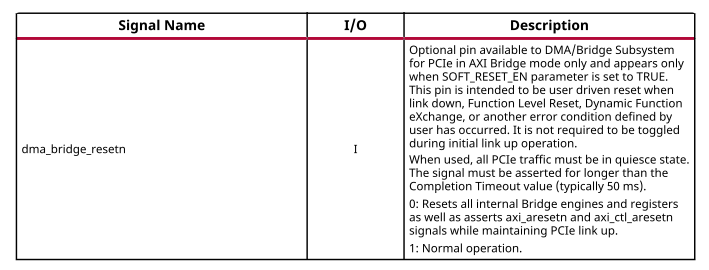 Signal Name I/O Description
dma_bridge_resetn
I
Optional pin available to DMA/Bridge Subsystem
for PCIe in AXI Bridge mode only and appears only
when SOFT_RESET_EN parameter is set to TRUE.
This pin is intended to be user driven reset when
link down, Function Level Reset, Dynamic Function
eXchange, or another error condition defined by
user has occurred. It is not required to be toggled
during initial link up operation.
When used, all PCIe traffic must be in quiesce state.
The signal must be asserted for longer than the
Completion Timeout value (typically 50 ms).
0: Resets all internal Bridge engines and registers
as well as asserts axi_aresetn and axi_ctl_aresetn
signals while maintaining PCIe link up.
1: Normal operation.